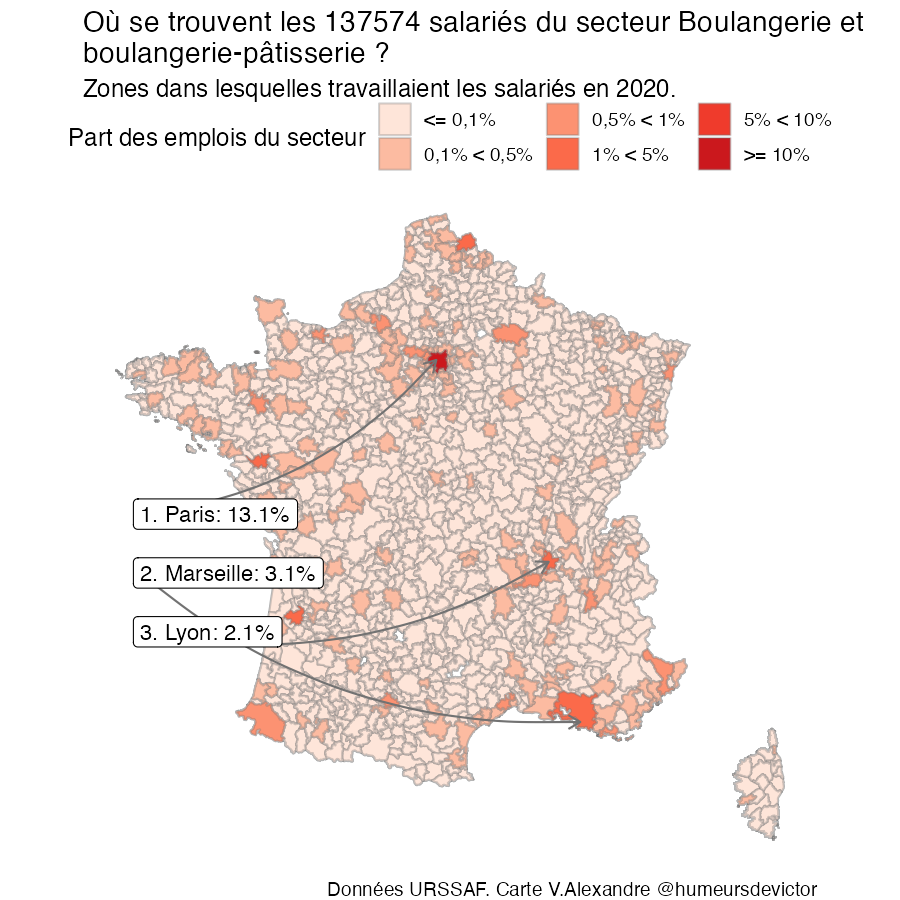 Où se trouvent les 137574 salariés du secteur Boulangerie et
boulangerie-pâtisserie ?
Zones dans lesquelles travaillaient les salariés en 2020.
Part des emplois du secteur
<= 0,1%
0,1% < 0,5%
0,5% < 1%
1% < 5%
5% < 10%
>= 10%
1. Paris: 13.1%
2. Marseille: 3.1%
3. Lyon: 2.1%
Données URSSAF. Carte V.Alexandre @humeursdevictor